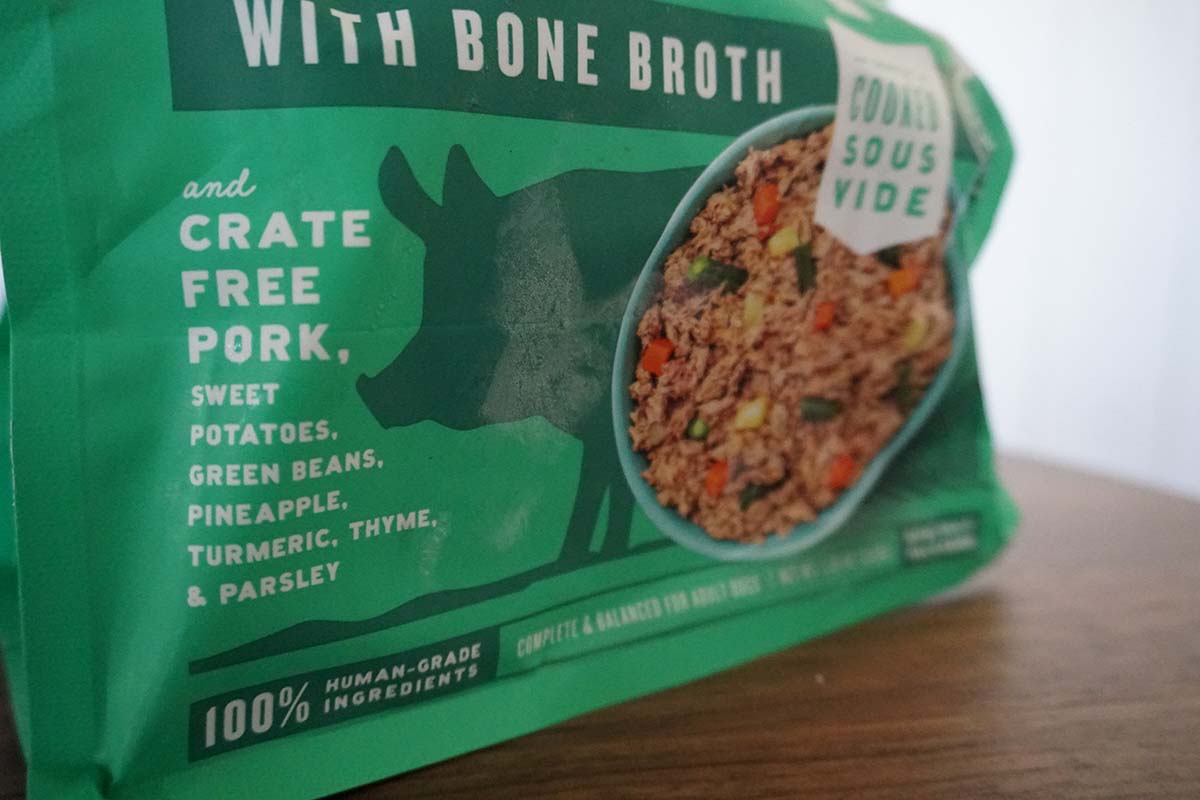 WITH BONE BROTH
COOKED
SOUS
VIDE
and
CRATE
FREE
PORK,
SWEET
POTATOES,
GREEN BEANS,
PINEAPPLE,
TURMERIC, THYME,
& PARSLEY
100% HUMAN-GRADE
INGREDIENTS
COMPLETE & BALANCED FOR ADULT DOGS